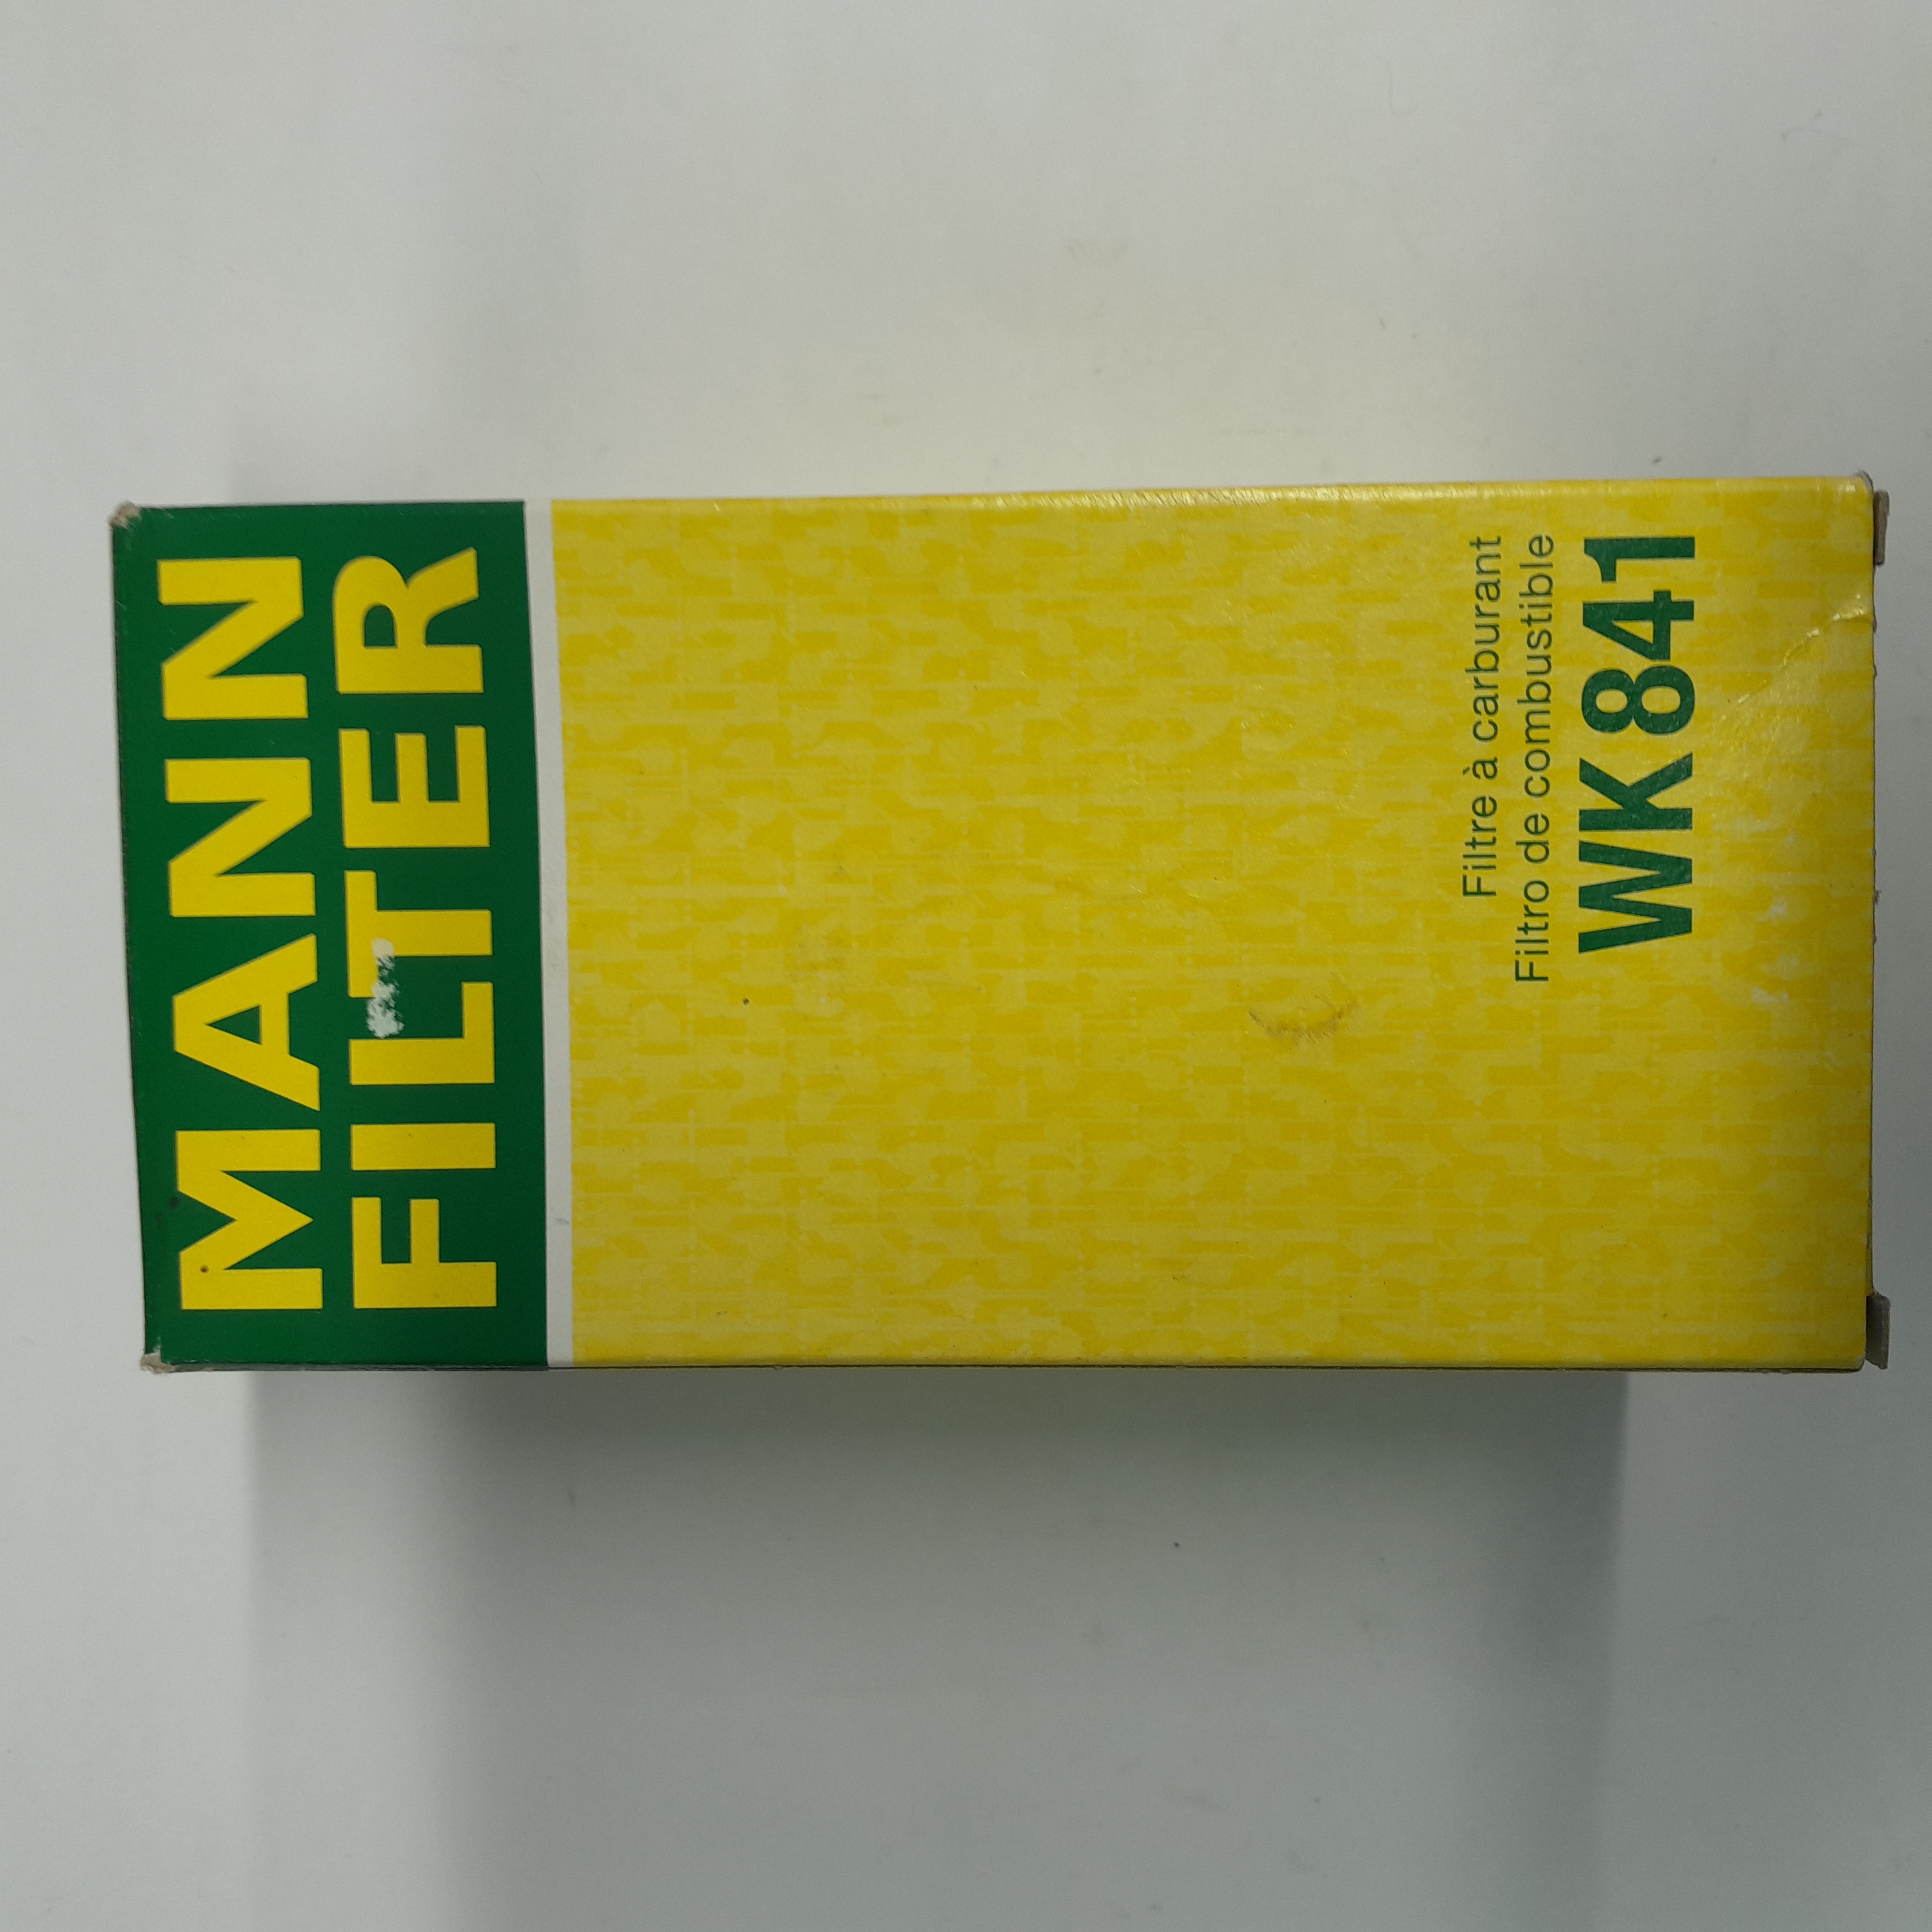 MANN
FILTER
Filtre à carburant
Filtro de combustible
WK 841